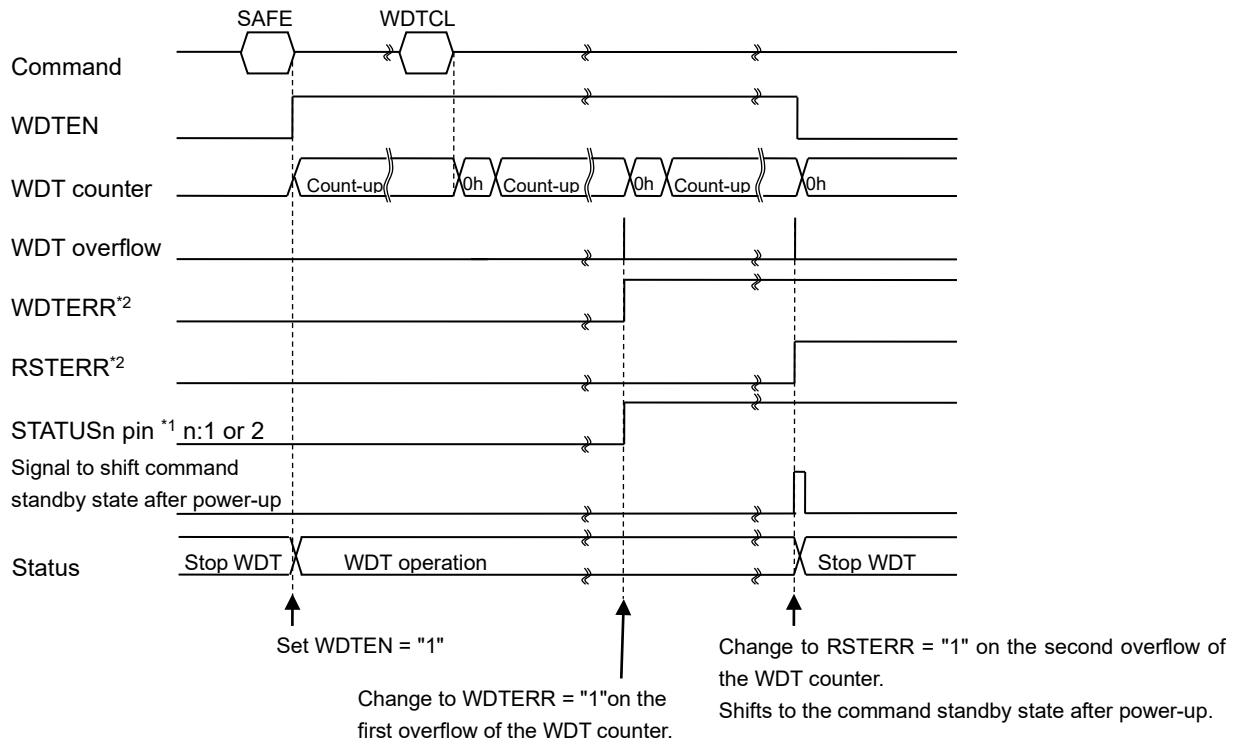 SAFE WDTCL
Command
WDTEN
WDT counter Count-up 0h Count-up 0h Count-up 0h
WDT overflow
WDTERR*2
RSTERR*2
STATUSn pin *1 n:1 or 2
Signal to shift command
standby state after power-up
Status Stop WDT WDT operation Stop WDT
Set WDTEN = "1"
Change to WDTERR = "1"on the
first overflow of the WDT counter.
Change to RSTERR = "1" on the second overflow of
the WDT counter.
Shifts to the command standby state after power-up.